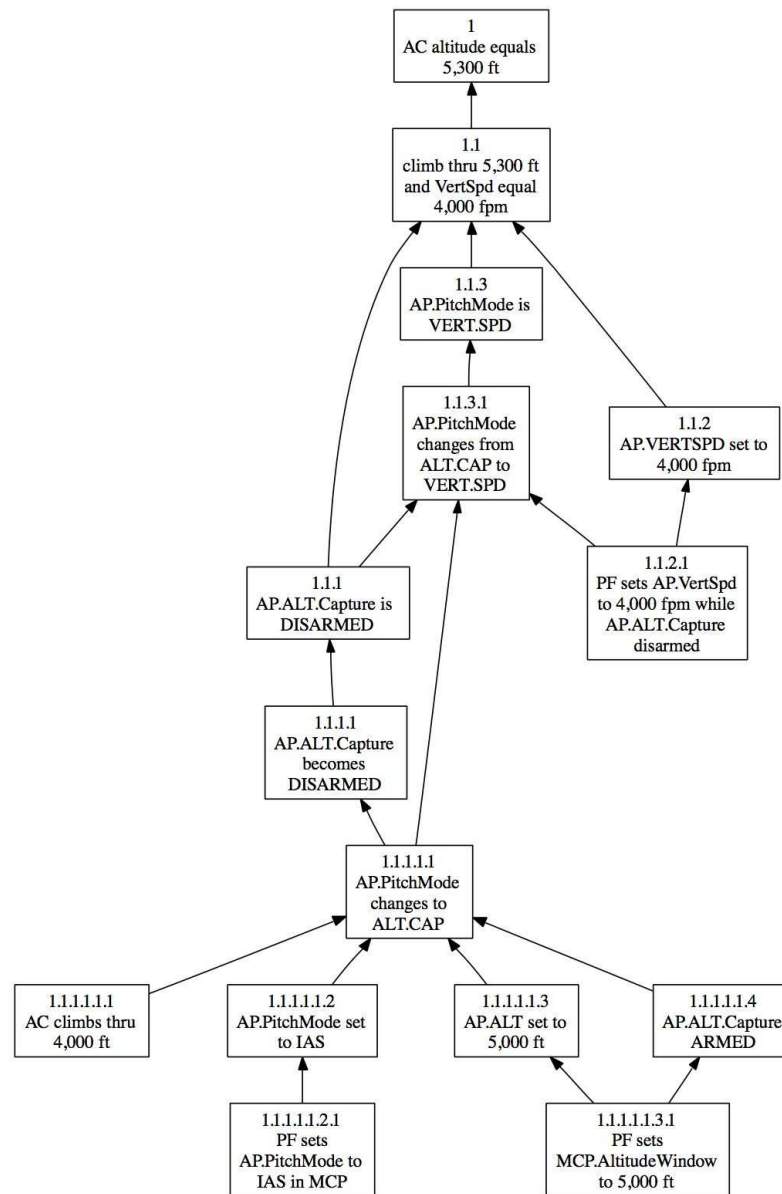 1
AC altitude equals
5,300 ft
1.1
climb thru 5,300 ft
and VertSpd equal
4,000 fpm
1.1.3
AP.PitchMode is
VERT.SPD
1.1.3.1
AP.PitchMode
changes from
ALT.CAP to
VERT.SPD
1.1.2
AP.VERTSPD set to
4,000 fpm
1.1.1
AP.ALT.Capture is
DISARMED
1.1.2.1
PF sets AP.VertSpd
to 4,000 fpm while
AP.ALT.Capture
disarmed
1.1.1.1
AP.ALT.Capture
becomes
DISARMED
1.1.1.1.1
AP.PitchMode
changes to
ALT.CAP
1.1.1.1.1.1
AC climbs thru
4,000 ft
1.1.1.1.1.2
AP.PitchMode set
to IAS
1.1.1.1.1.3
AP.ALT set to
5,000 ft
1.1.1.1.1.4
AP.ALT.Capture
ARMED
1.1.1.1.1.2.1
PF sets
AP.PitchMode to
IAS in MCP
1.1.1.1.1.3.1
PF sets
MCP.AltitudeWindow
to 5,000 ft